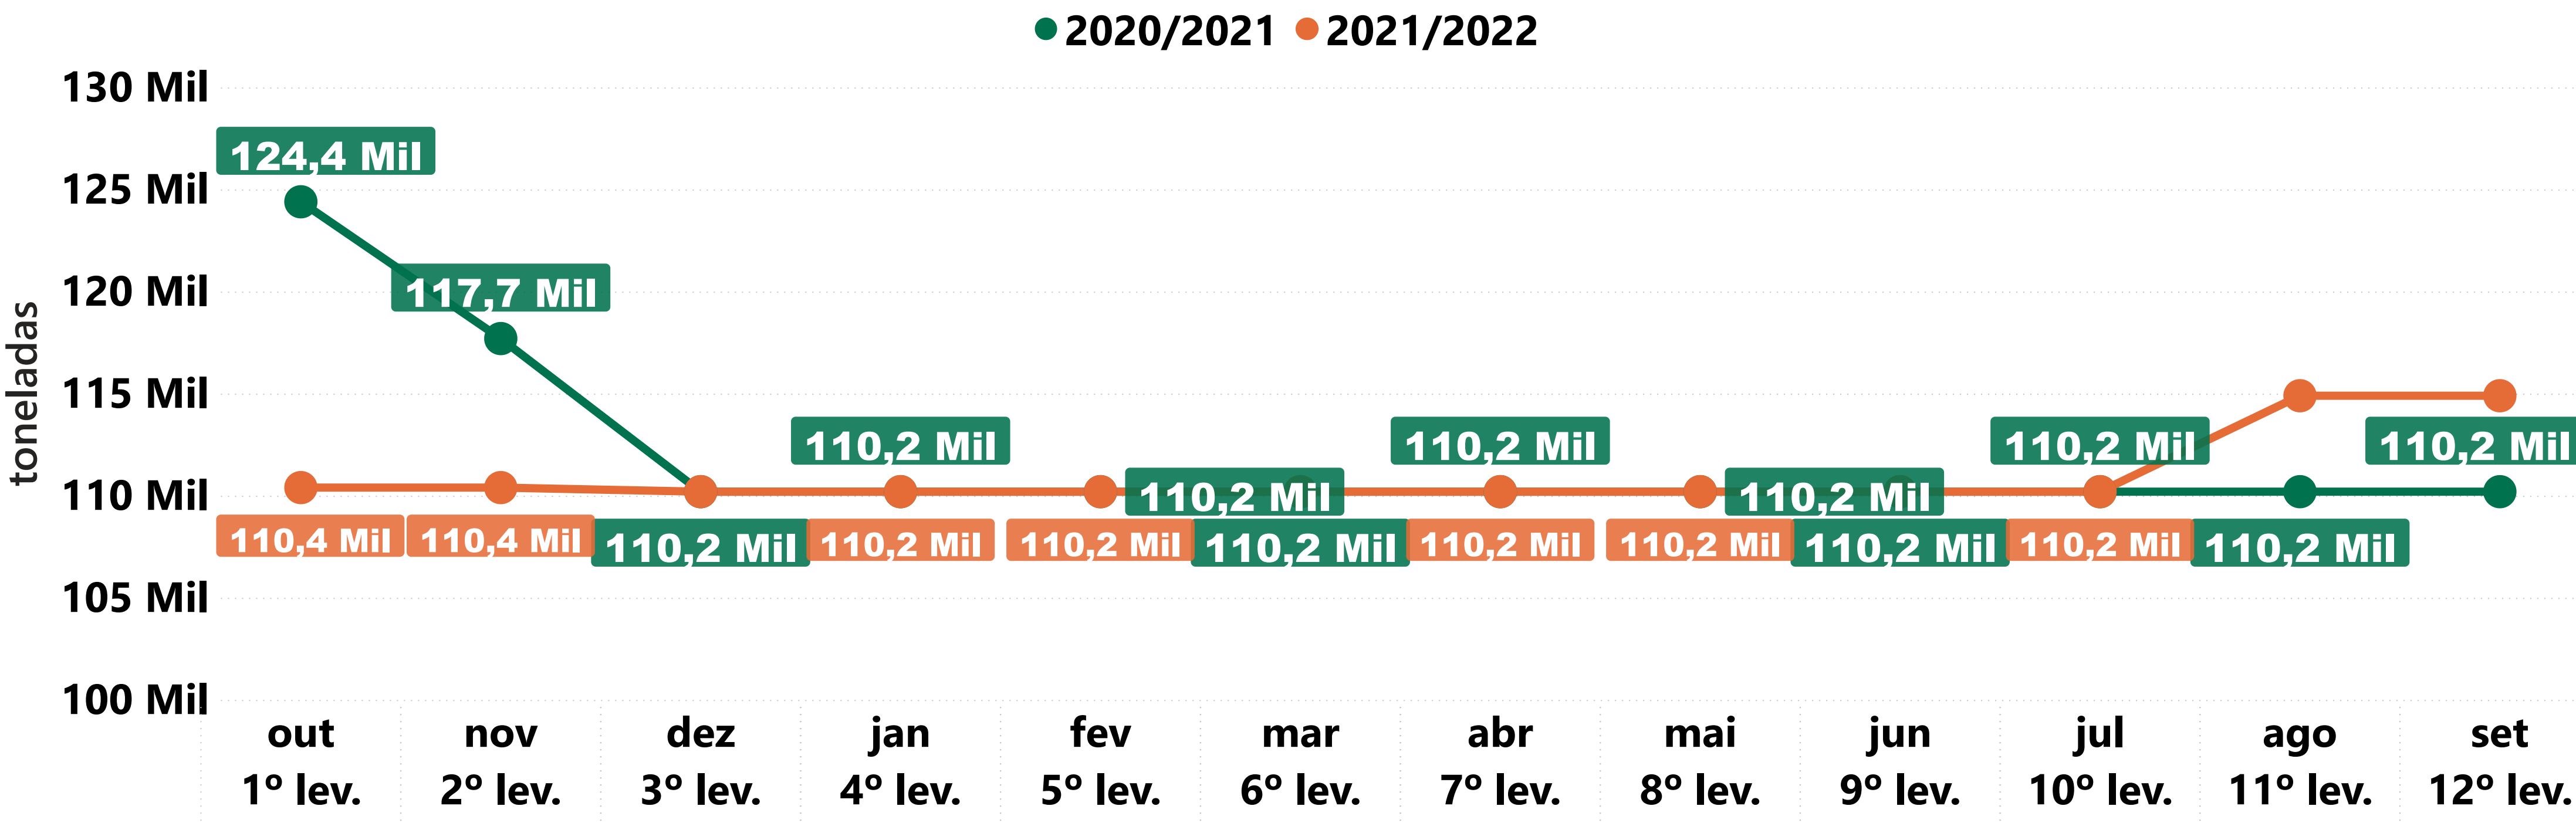 2020/2021 2021/2022
130 Mil
124,4 Mil
125 Mil
117,7 Mil
120 Mil
115 Mil
110,2 Mil 110,2 Mil 110,2 Mil 110,2 Mil
110 Mil
110,2 Mil 110,2 Mil
110,4 Mil 110,4 Mil 110,2 Mil 110,2 Mil 110,2 Mil 110,2 Mil 110,2 Mil 110,2 Mil 110,2 Mil 110,2 Mil 110,2 Mil
105 Mil
100 Mil
toneladas
out nov dez jan fev mar abr mai jun jul ago set
1º lev. 2º lev. 3º lev. 4º lev. 5º lev. 6º lev. 7º lev. 8º lev. 9º lev. 10º lev. 11º lev. 12º lev.